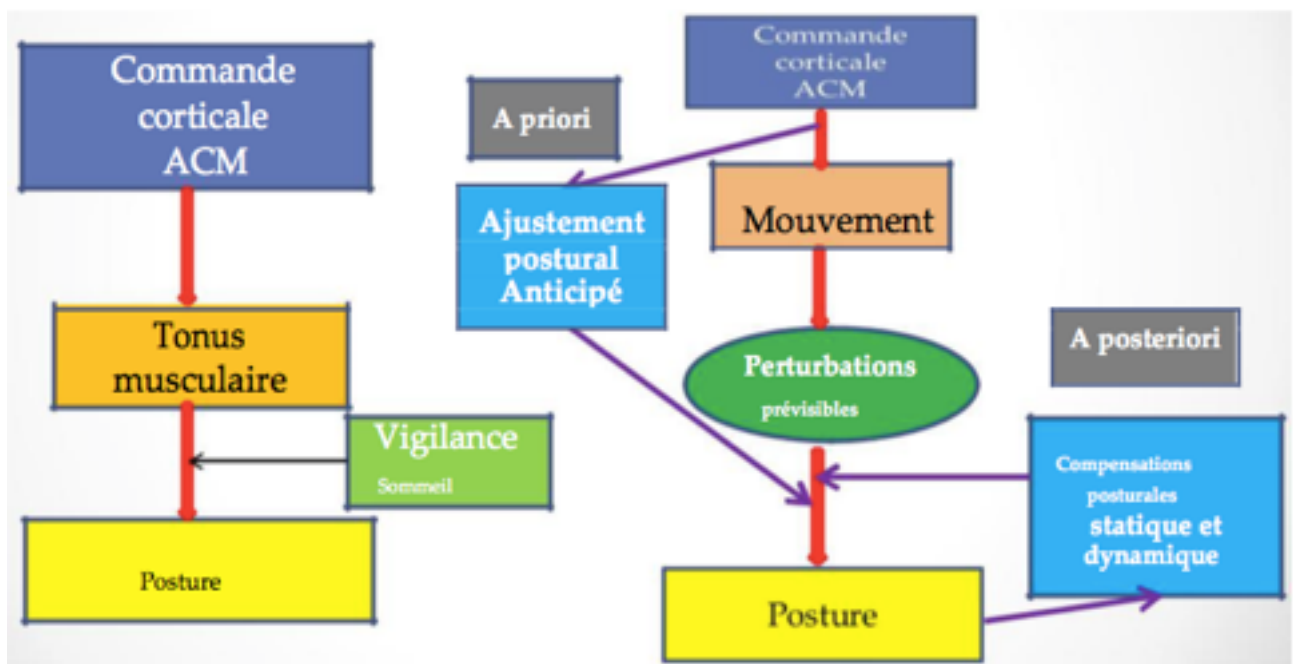 Commande
corticale
ACM
Tonus
musculaire
Vigilance
Sommeil
Posture
Commande
corticale
ACM
A priori
Ajustement
postural
Anticipé
Mouvement
Perturbations
prévisibles
A posteriori
Compensations
posturales
statique et
dynamique
Posture